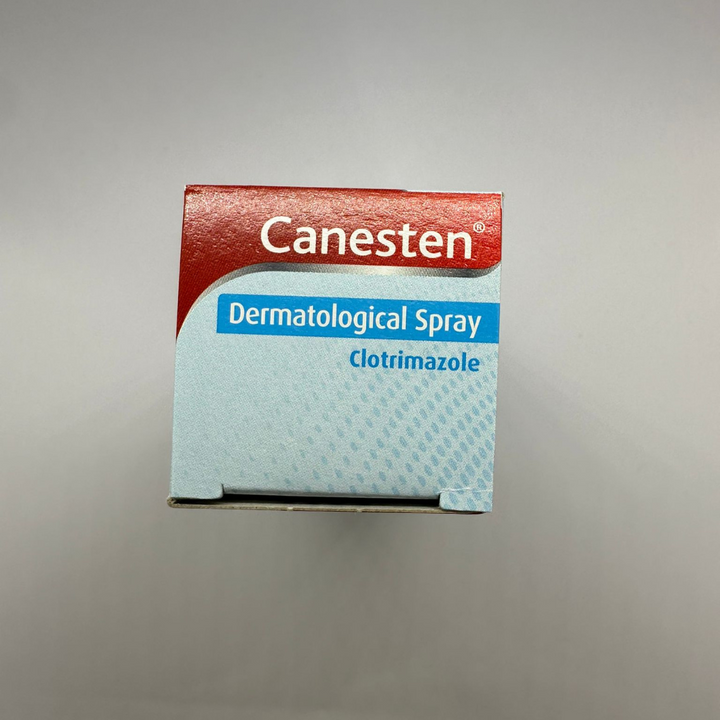 Canesten®
Dermatological Spray
Clotrimazole